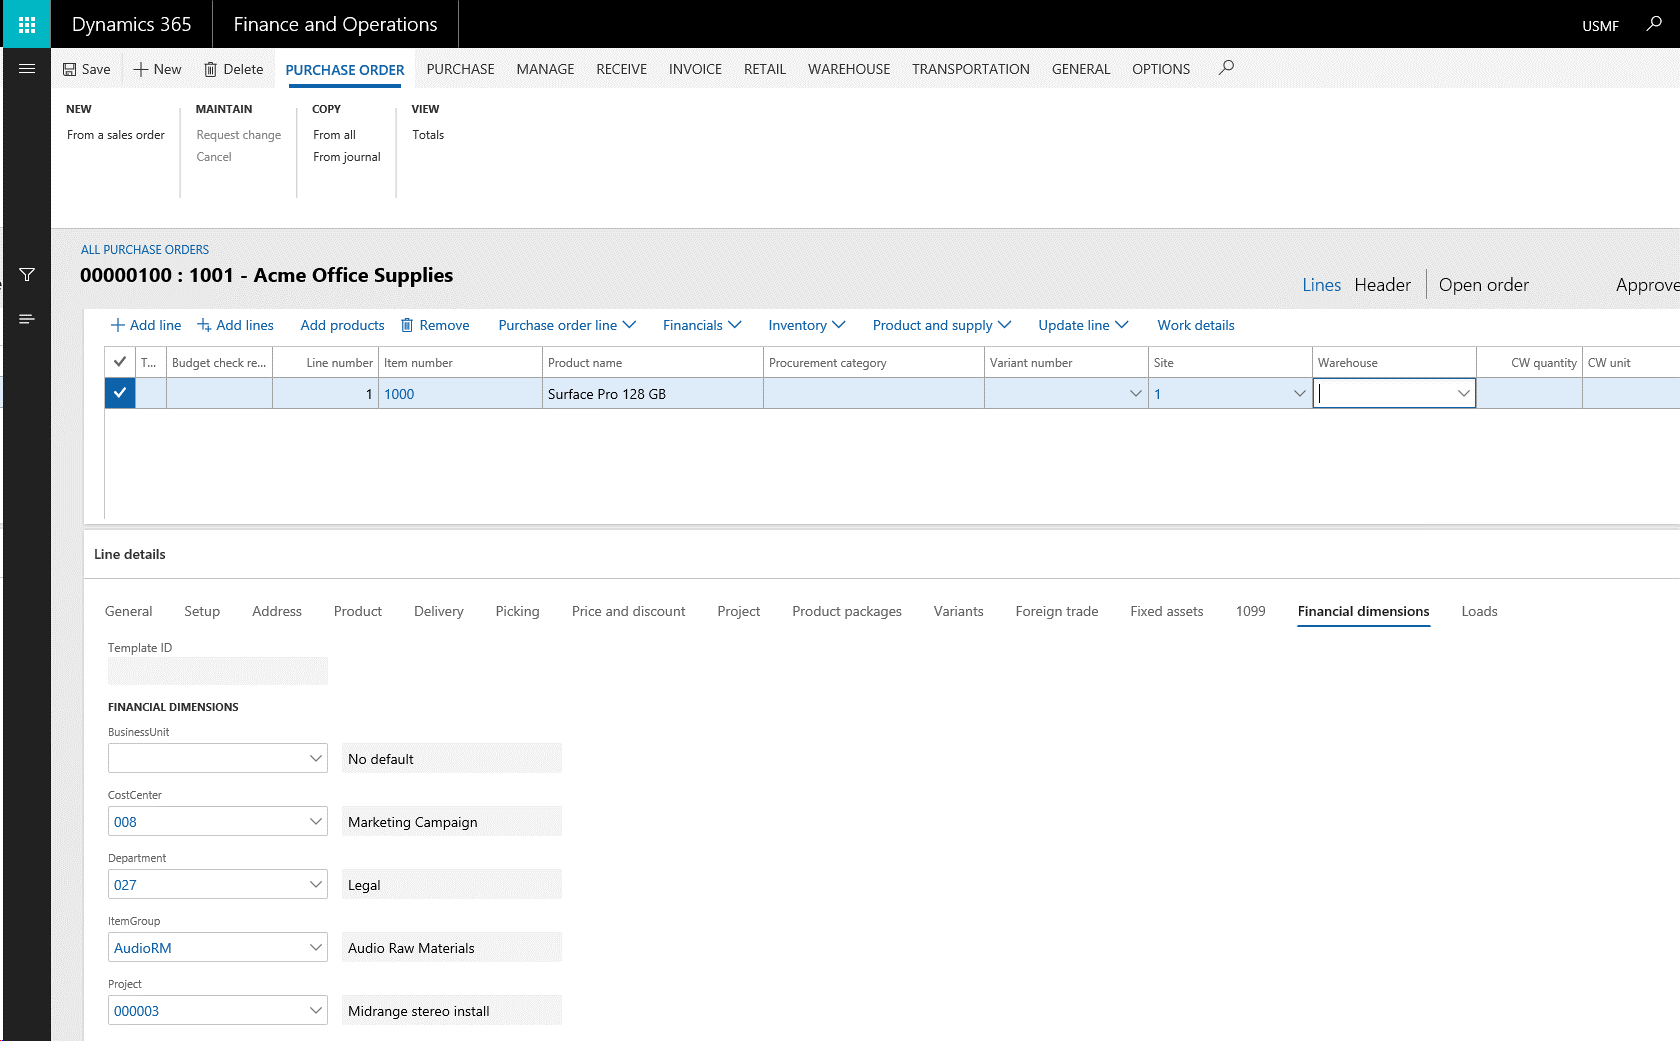 Dynamics 365 Finance and Operations USMF
Save New Delete PURCHASE ORDER PURCHASE MANAGE RECEIVE INVOICE RETAIL WAREHOUSE TRANSPORTATION GENERAL OPTIONS
NEW MAINTAIN COPY VIEW
From a sales order Request change From all Totals
Cancel From journal
ALL PURCHASE ORDERS
00000100 : 1001 - Acme Office Supplies
Lines Header Open order Approve
Add line Add lines Add products Remove Purchase order line Financials Inventory Product and supply Update line Work details
T... Budget check re... Line number Item number Product name Procurement category Variant number Site Warehouse CW quantity CW unit
1 1000 Surface Pro 128 GB 1
Line details
General Setup Address Product Delivery Picking Price and discount Project Product packages Variants Foreign trade Fixed assets 1099 Financial dimensions Loads
Template ID
FINANCIAL DIMENSIONS
BusinessUnit
No default
CostCenter
008 Marketing Campaign
Department
027 Legal
ItemGroup
AudioRM Audio Raw Materials
Project
000003 Midrange stereo install